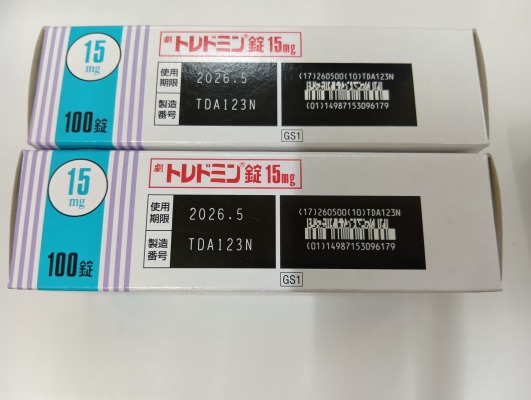 15
mg
100錠
劇 トレドミン®錠15mg
使用
期限
2026.5
製造
番号
TDA123N
(17)260500(10)TDA123N
(01)14987153096179
GS1
15
mg
100錠
劇 トレドミン®錠15mg
使用
期限
2026.5
製造
番号
TDA123N
(17)260500(10)TDA123N
(01)14987153096179
GS1